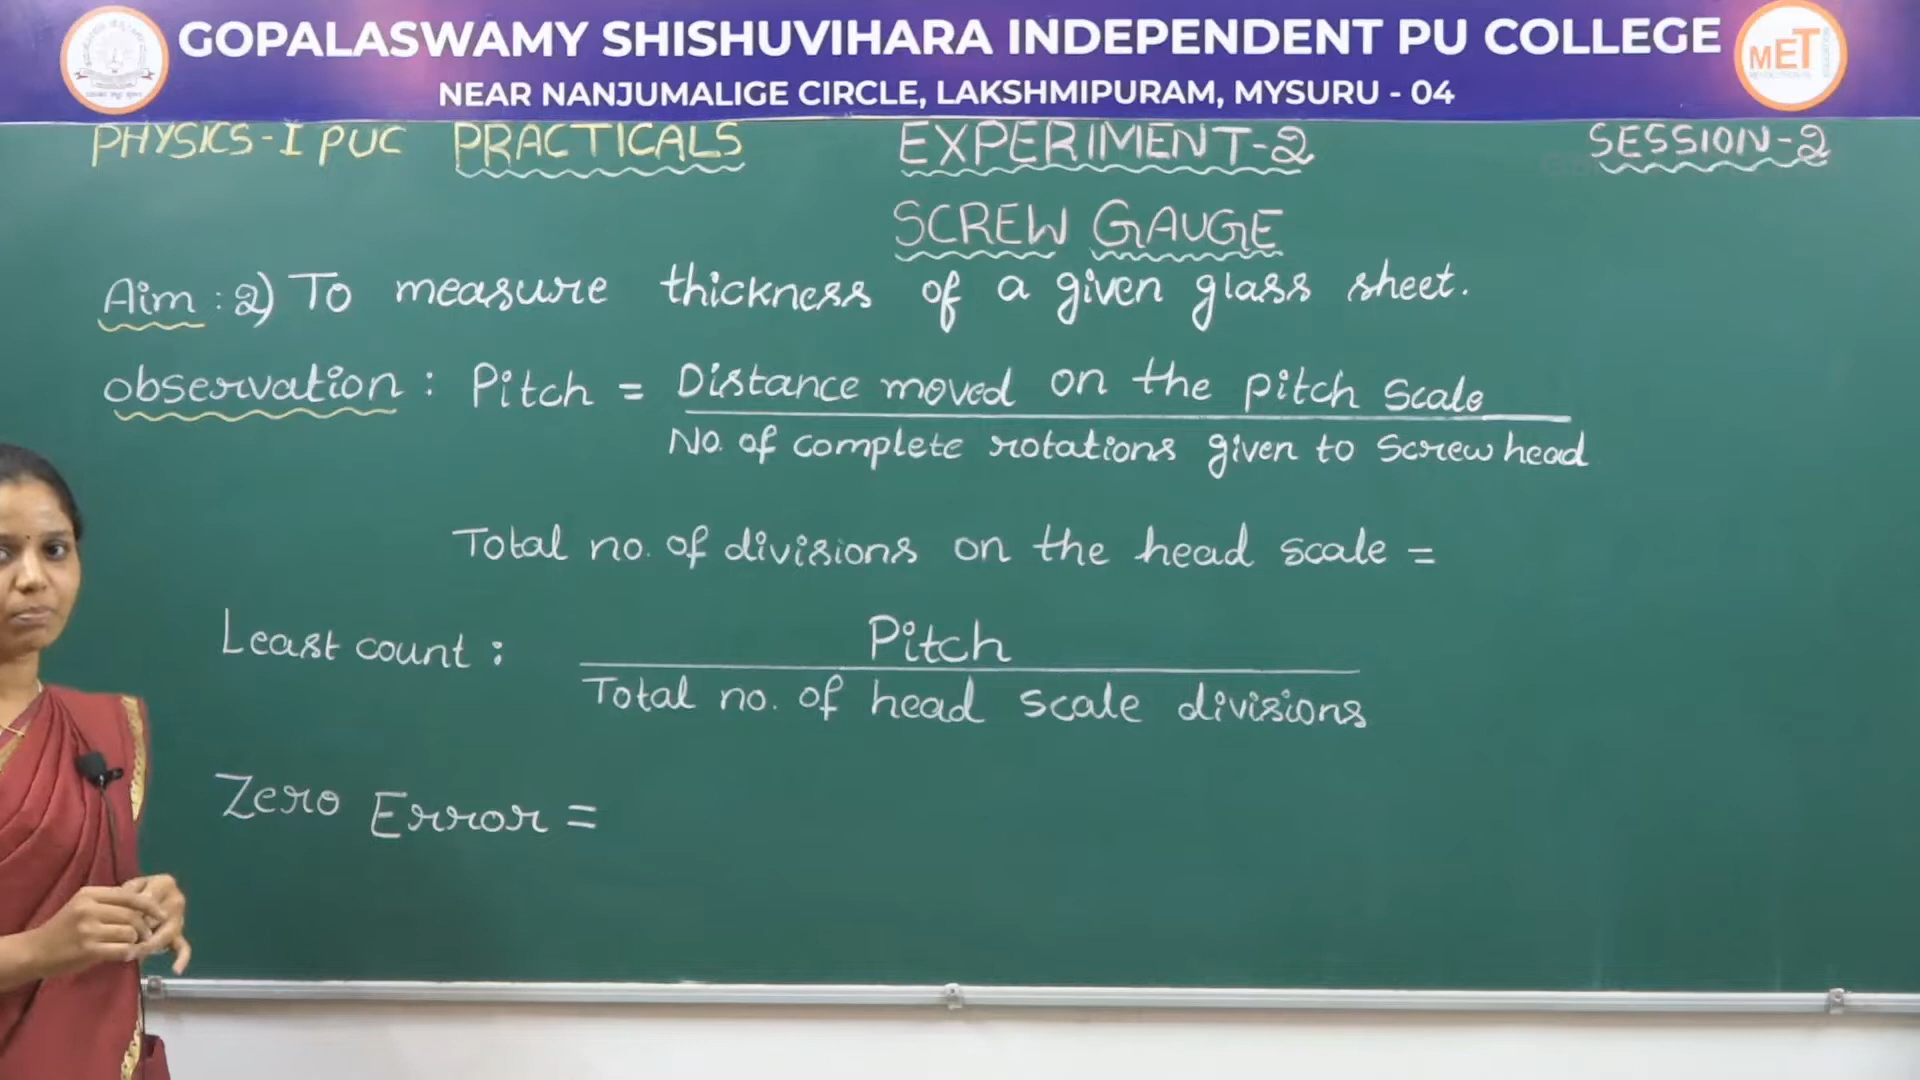 GOPALASWAMY SHISHUVIHARA INDEPENDENT PU COLLEGE
MET
NEAR NANJUMALIGE CIRCLE, LAKSHMIPURAM, MYSURU - 04
PHYSICS-I PUC PRACTICALS EXPERIMENT-2 SESSION-2
SCREW GAUGE
Aim: 2) To measure thickness of a given glass sheet.
observation: Pitch = Distance moved on the pitch scale
No. of complete rotations given to screw head
Total no. of divisions on the head scale =
Least count: Pitch
Total no. of head scale divisions
Zero Error =